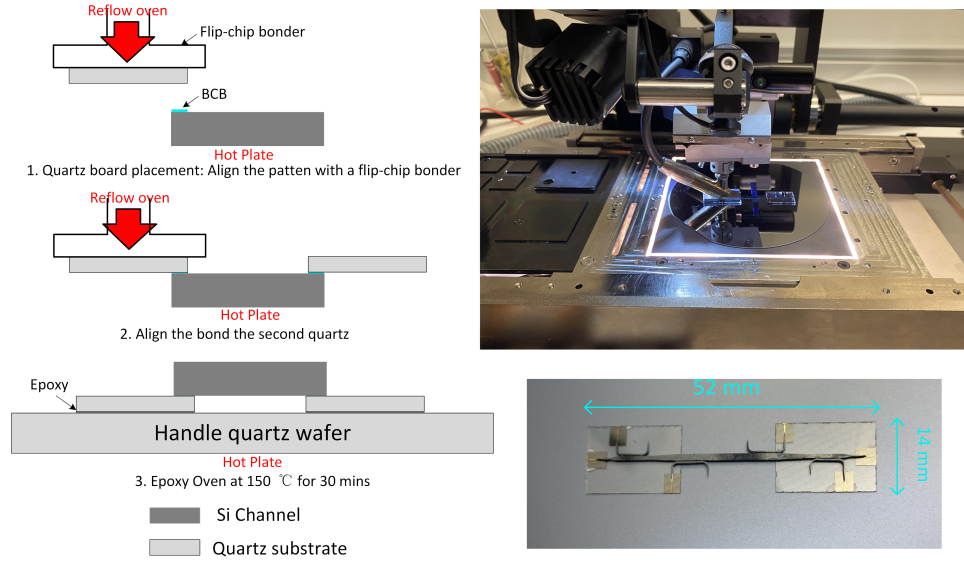 Reflow oven
Flip-chip bonder
BCB
Hot Plate
1. Quartz board placement: Align the patten with a flip-chip bonder
Reflow oven
Hot Plate
2. Align the bond the second quartz
Epoxy
Handle quartz wafer
Hot Plate
3. Epoxy Oven at 150 ℃ for 30 mins
Si Channel
Quartz substrate
52 mm
14 mm